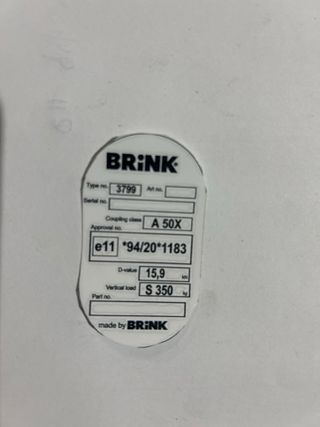 BRiNK
Type no. 3799 Art no.
Serial no.
Coupling class A 50X
Approval no.
e11 *94/20*1183
D-value 15,9 kN
Vertical load S 350 kg
Part no.
made by BRiNK